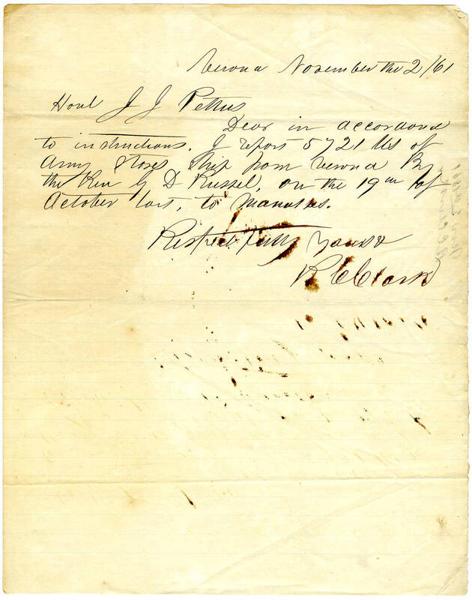 Verona November the 2/61
Honl J J Pettus
Dear in accordance
to instructions. I report 5721 lbs of
Army Stores Ship from Verona By
the Rev G D Russel, on the 19th of
October last, to Manassas.
Respectfully Yours &
R C Clark